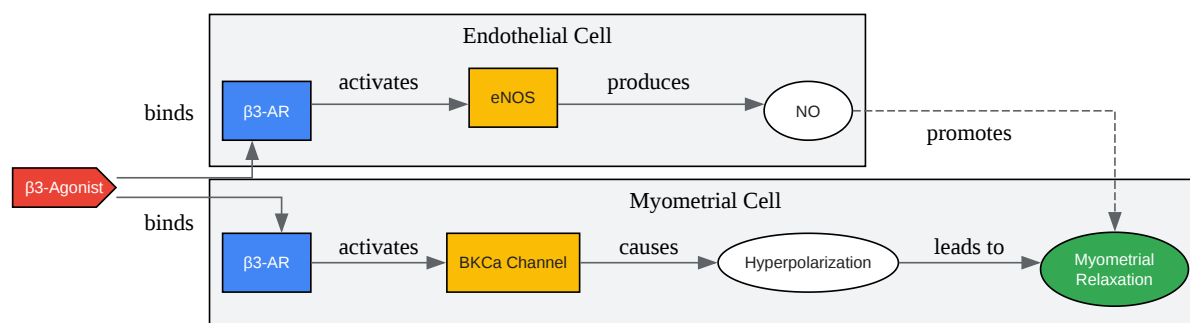 Endothelial Cell
activates
produces
binds
β3-AR
eNOS
NO
promotes
β3-Agonist
binds
Myometrial Cell
activates
causes
leads to
β3-AR
BKCa Channel
Hyperpolarization
Myometrial
Relaxation